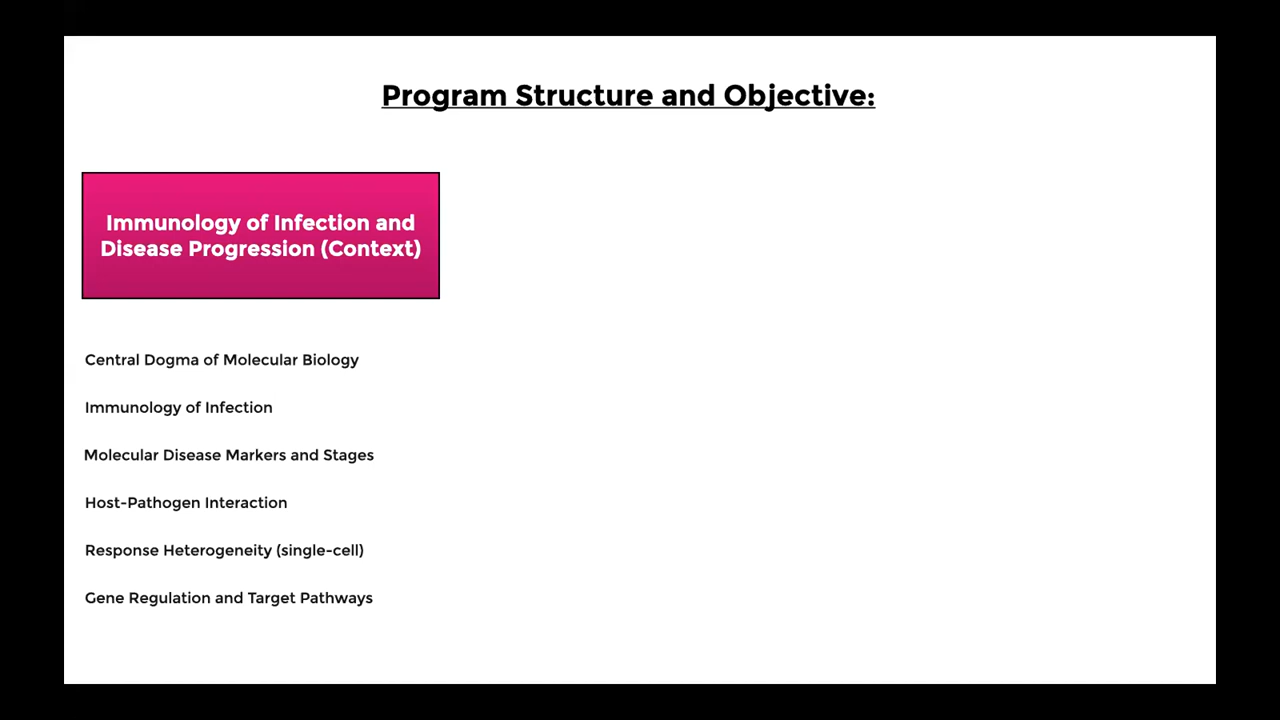 Program Structure and Objective:
Immunology of Infection and
Disease Progression (Context)
Central Dogma of Molecular Biology
Immunology of Infection
Molecular Disease Markers and Stages
Host-Pathogen Interaction
Response Heterogeneity (single-cell)
Gene Regulation and Target Pathways